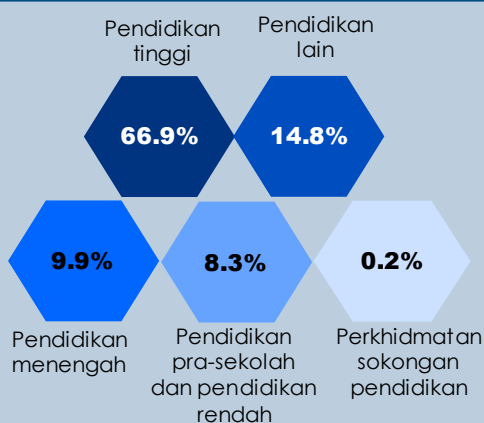 Pendidikan
tinggi
Pendidikan
lain
66.9%
14.8%
9.9%
8.3%
0.2%
Pendidikan
menengah
Pendidikan
pra-sekolah
dan pendidikan
rendah
Perkhidmatan
sokongan
pendidikan